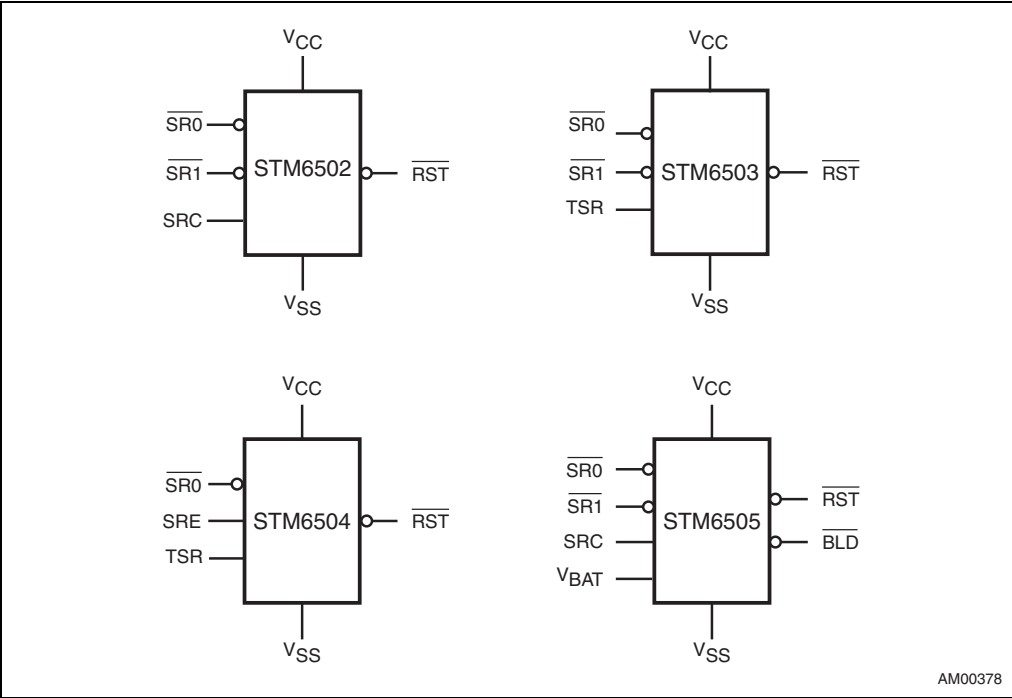 VCC
SR0
SR1
SRC
STM6502
RST
VSS
VCC
SR0
SR1
TSR
STM6503
RST
VSS
VCC
SR0
SRE
TSR
STM6504
RST
VSS
VCC
SR0
SR1
SRC
VBAT
STM6505
RST
BLD
VSS
AM00378